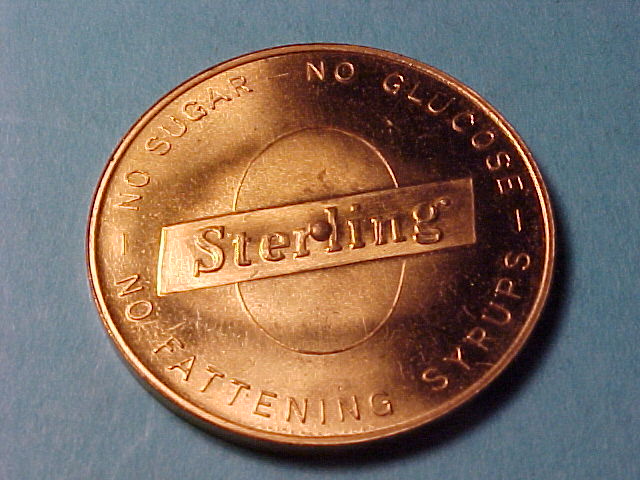 NO SUGAR – NO GLUCOSE –
Sterling
– NO FATTENING SYRUPS